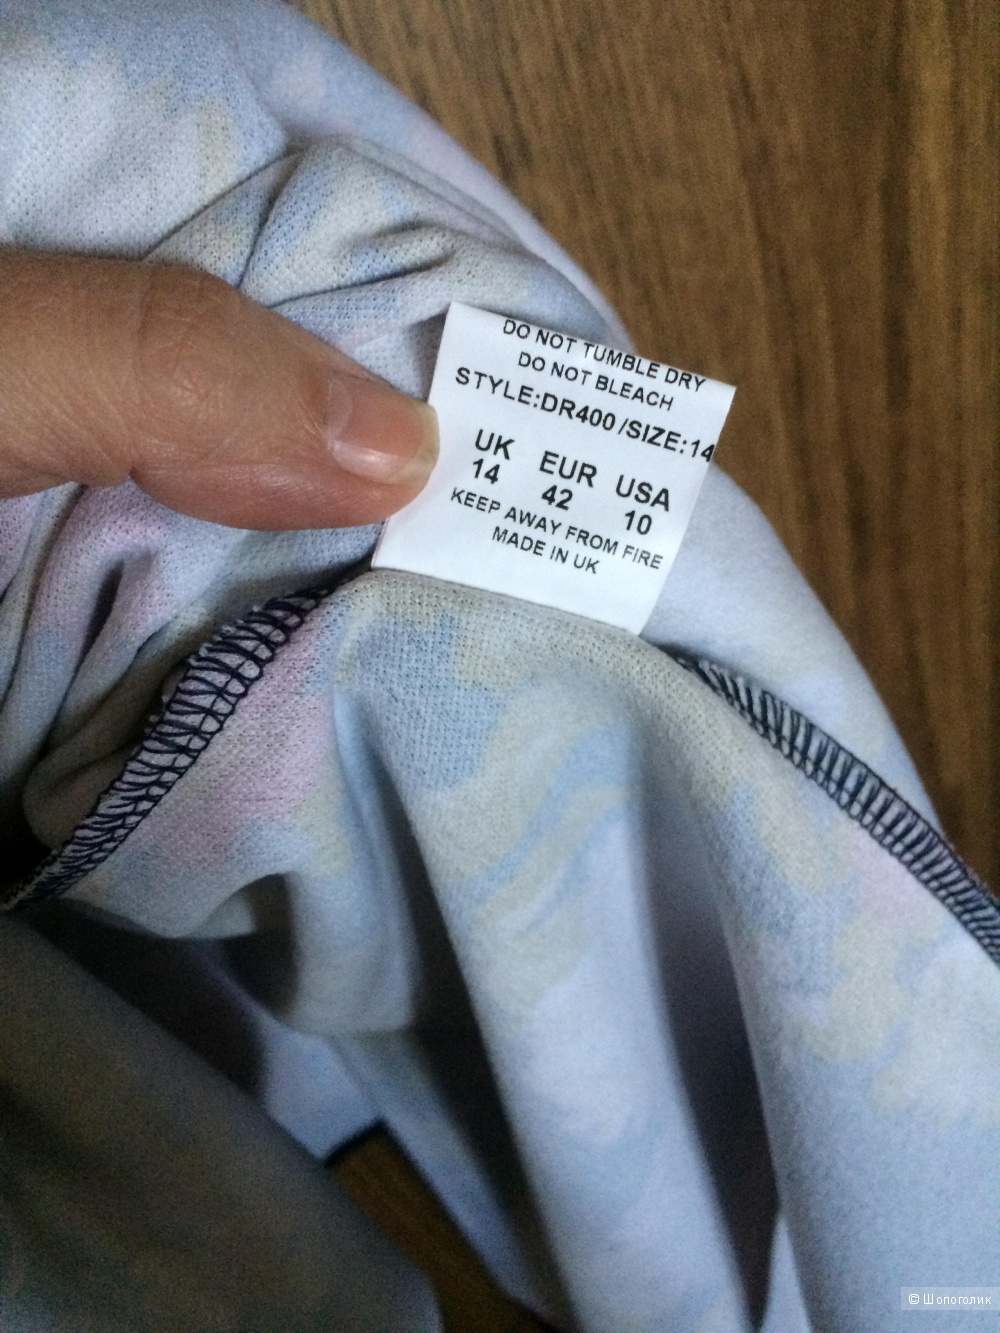 DO NOT TUMBLE DRY
DO NOT BLEACH
STYLE:DR400/SIZE:14
UK EUR USA
14 42 10
KEEP AWAY FROM FIRE
MADE IN UK
© Шопоголик